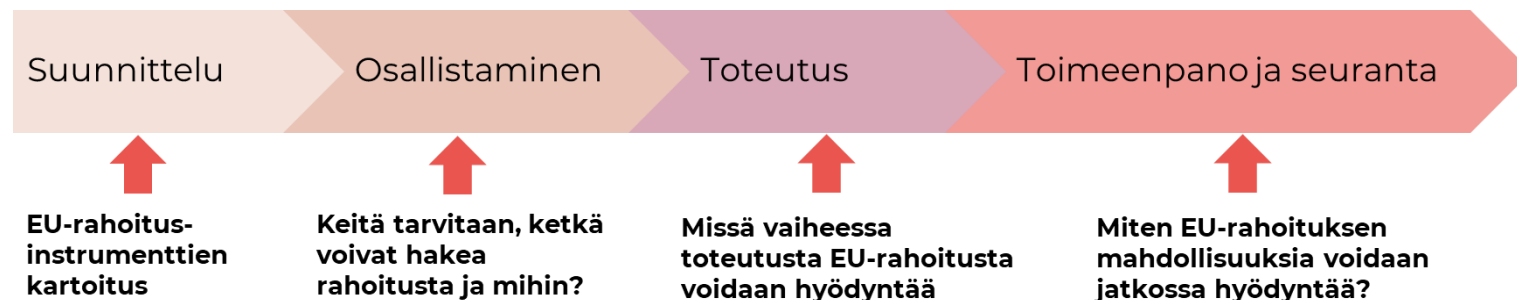 Suunnittelu
Osallistaminen
Toteutus
Toimeenpano ja seuranta
EU-rahoitus-
instrumenttien
kartoitus
Keitä tarvitaan, ketkä
voivat hakea
rahoitusta ja mihin?
Missä vaiheessa
toteutusta EU-rahoitusta
voidaan hyödyntää
Miten EU-rahoituksen
mahdollisuuksia voidaan
jatkossa hyödyntää?